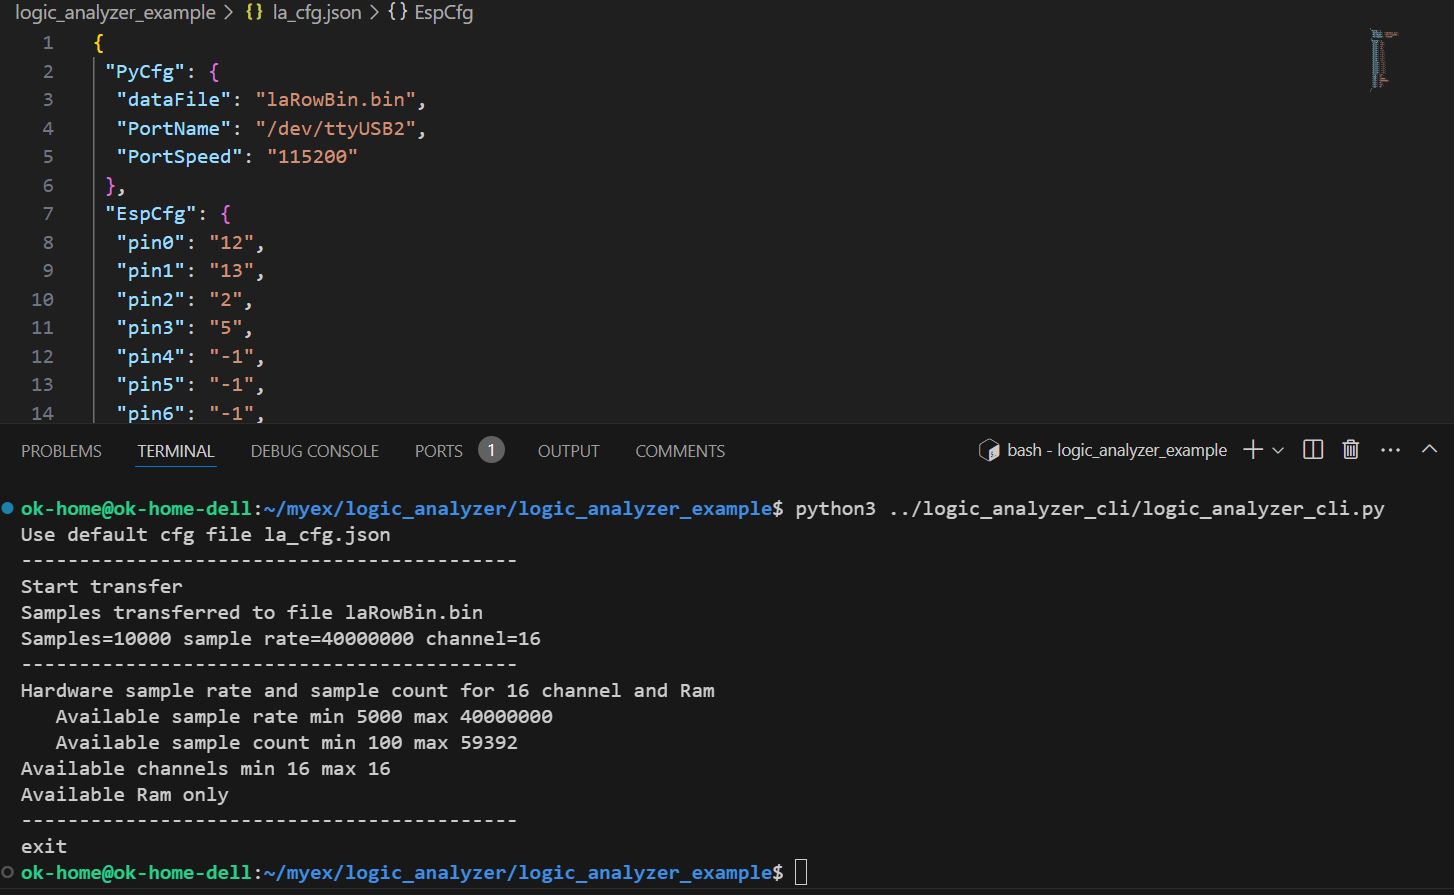 logic_analyzer_example > {} la_cfg.json > {} EspCfg
1 {
2 "PyCfg": {
3 "dataFile": "laRowBin.bin",
4 "PortName": "/dev/ttyUSB2",
5 "PortSpeed": "115200"
6 },
7 "EspCfg": {
8 "pin0": "12",
9 "pin1": "13",
10 "pin2": "2",
11 "pin3": "5",
12 "pin4": "-1",
13 "pin5": "-1",
14 "pin6": "-1",
PROBLEMS TERMINAL DEBUG CONSOLE PORTS 1 OUTPUT COMMENTS bash - logic_analyzer_example
ok-home@ok-home-dell:~/myex/logic_analyzer/logic_analyzer_example$ python3 ../logic_analyzer_cli/logic_analyzer_cli.py
Use default cfg file la_cfg.json
-------------------------------------------
Start transfer
Samples transferred to file laRowBin.bin
Samples=10000 sample rate=40000000 channel=16
-------------------------------------------
Hardware sample rate and sample count for 16 channel and Ram
Available sample rate min 5000 max 40000000
Available sample count min 100 max 59392
Available channels min 16 max 16
Available Ram only
-------------------------------------------
exit
ok-home@ok-home-dell:~/myex/logic_analyzer/logic_analyzer_example$